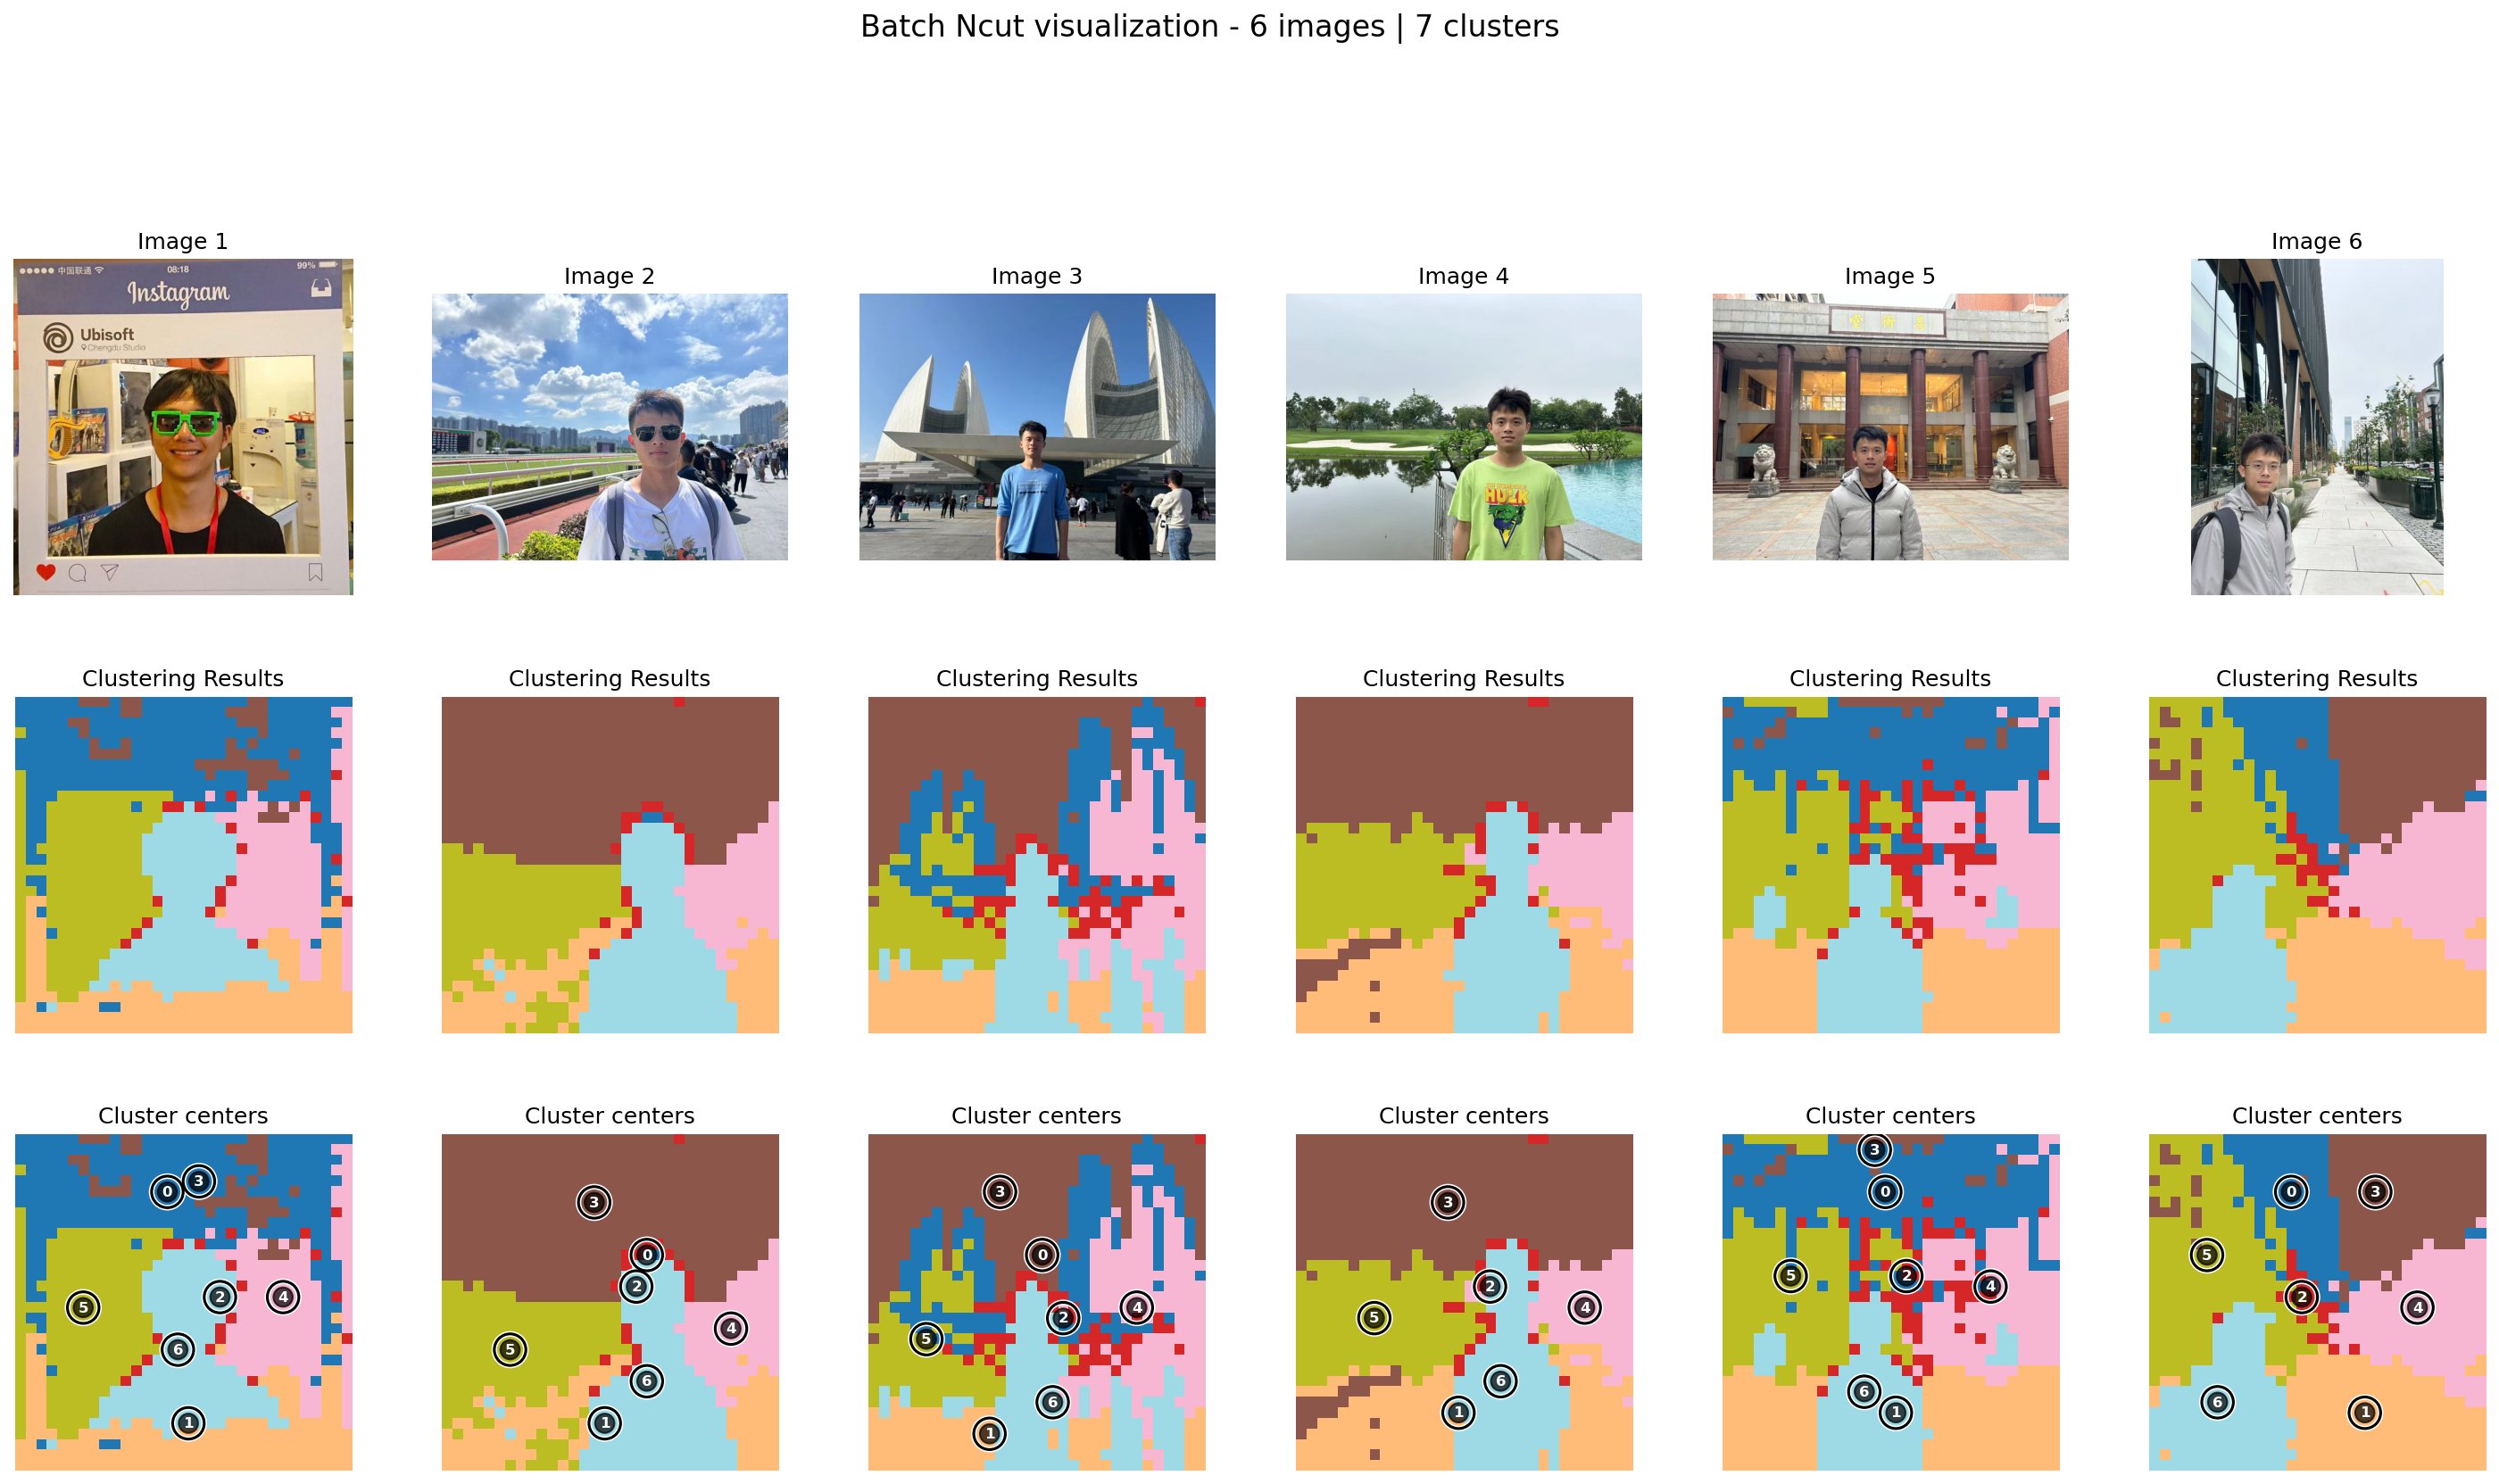 Batch Ncut visualization - 6 images | 7 clusters
Image 1
Image 2
Image 3
Image 4
Image 5
Image 6
中国联通
08:18
99%
Instagram
Ubisoft
Chengdu Studio
HULK
Clustering Results
Clustering Results
Clustering Results
Clustering Results
Clustering Results
Clustering Results
Cluster centers
Cluster centers
Cluster centers
Cluster centers
Cluster centers
Cluster centers
0 3
5 2 4
6
1
3
0
2
4
5
6
1
3
0
2 4
5
6
1
3
2
5 4
6
1
3
0
5 2 4
6
1
0 3
5
2 4
6 1